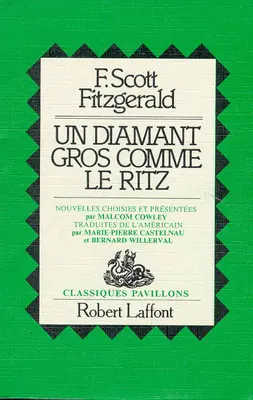 F. Scott
Fitzgerald
UN DIAMANT
GROS COMME
LE RITZ
NOUVELLES CHOISIES ET PRÉSENTÉES
par MALCOM COWLEY
TRADUITES DE L'AMÉRICAIN
par MARIE-PIERRE CASTELNAU
et BERNARD WILLERVAL
CLASSIQUES PAVILLONS
Robert Laffont